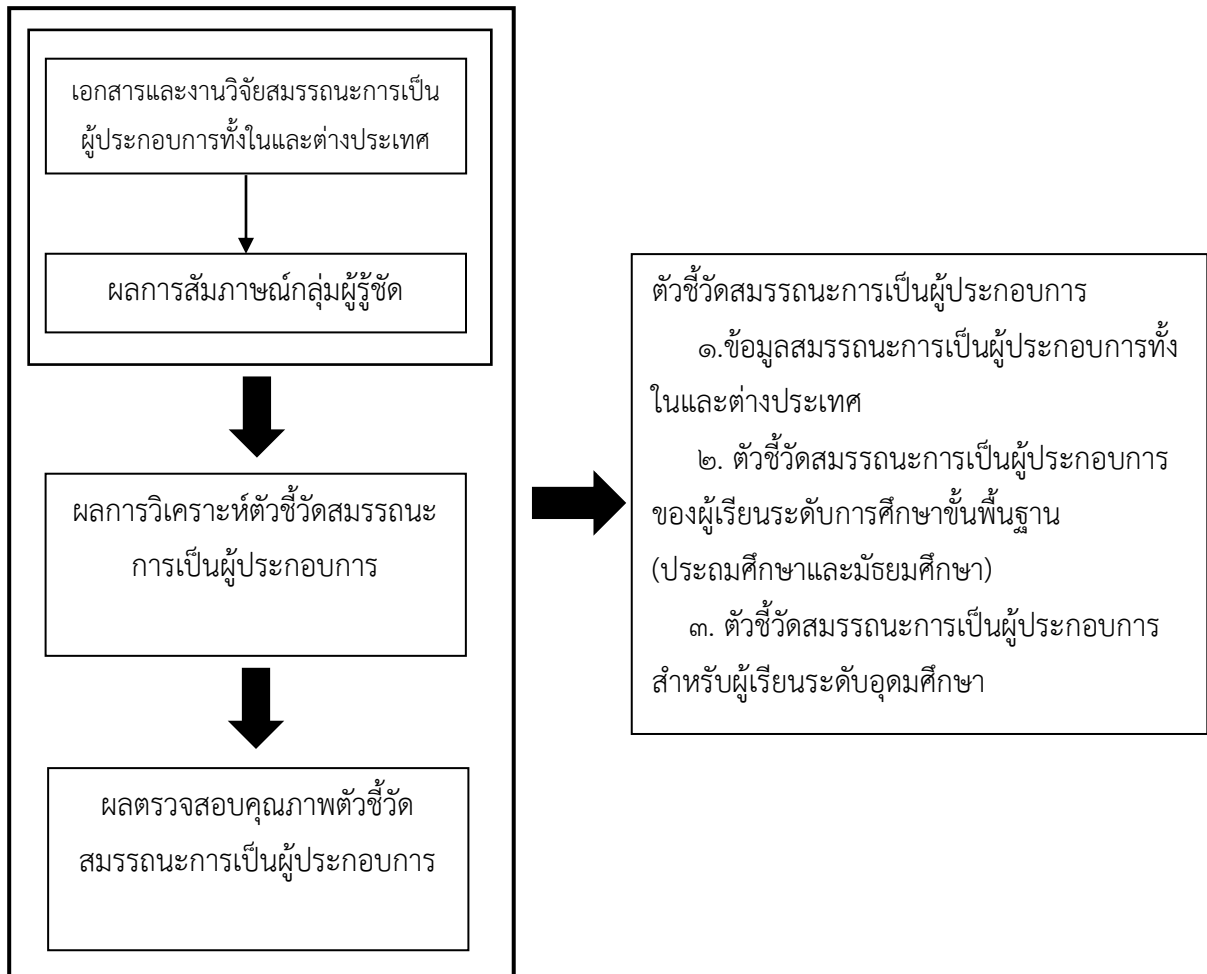 เอกสารและงานวิจัยสมรรถนะการเป็น
ผู้ประกอบการทั้งในและต่างประเทศ
ผลการสัมภาษณ์กลุ่มผู้รู้ชัด
ผลการวิเคราะห์ตัวชี้วัดสมรรถนะ
การเป็นผู้ประกอบการ
ผลตรวจสอบคุณภาพตัวชี้วัด
สมรรถนะการเป็นผู้ประกอบการ
ตัวชี้วัดสมรรถนะการเป็นผู้ประกอบการ
๑.ข้อมูลสมรรถนะการเป็นผู้ประกอบการทั้ง
ในและต่างประเทศ
๒. ตัวชี้วัดสมรรถนะการเป็นผู้ประกอบการ
ของผู้เรียนระดับการศึกษาขั้นพื้นฐาน
(ประถมศึกษาและมัธยมศึกษา)
๓. ตัวชี้วัดสมรรถนะการเป็นผู้ประกอบการ
สำหรับผู้เรียนระดับอุดมศึกษา